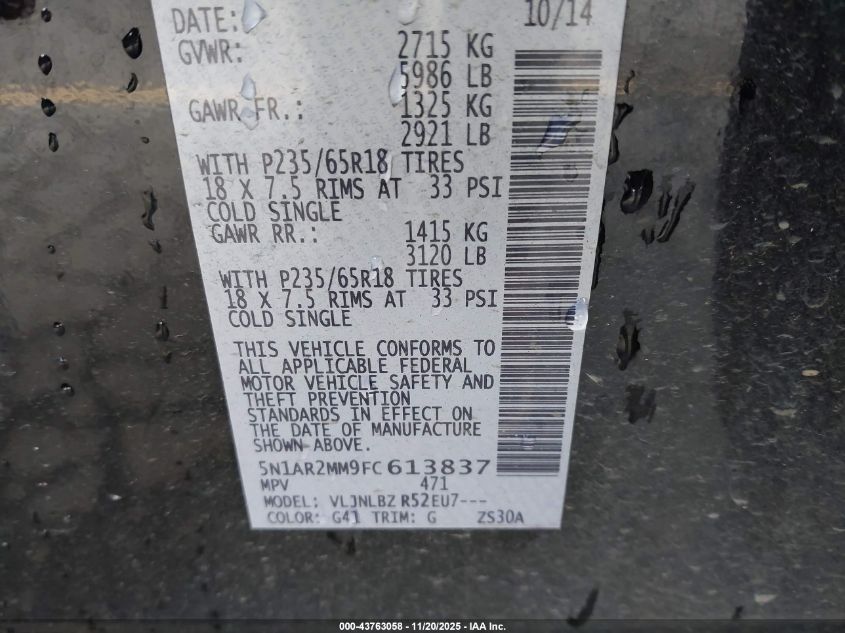 DATE: 10/14
GVWR: 2715 KG
5986 LB
GAWR FR.: 1325 KG
2921 LB
WITH P235/65R18 TIRES
18 X 7.5 RIMS AT 33 PSI
COLD SINGLE
GAWR RR.: 1415 KG
3120 LB
WITH P235/65R18 TIRES
18 X 7.5 RIMS AT 33 PSI
COLD SINGLE
THIS VEHICLE CONFORMS TO
ALL APPLICABLE FEDERAL
MOTOR VEHICLE SAFETY AND
THEFT PREVENTION
STANDARDS IN EFFECT ON
THE DATE OF MANUFACTURE
SHOWN ABOVE.
5N1AR2MM9FC613837
MPV 471
MODEL: VLJNLBZ R52EU7---
COLOR: G41 TRIM: G ZS30A
000-43763058 - 11/20/2025 - IAA Inc.